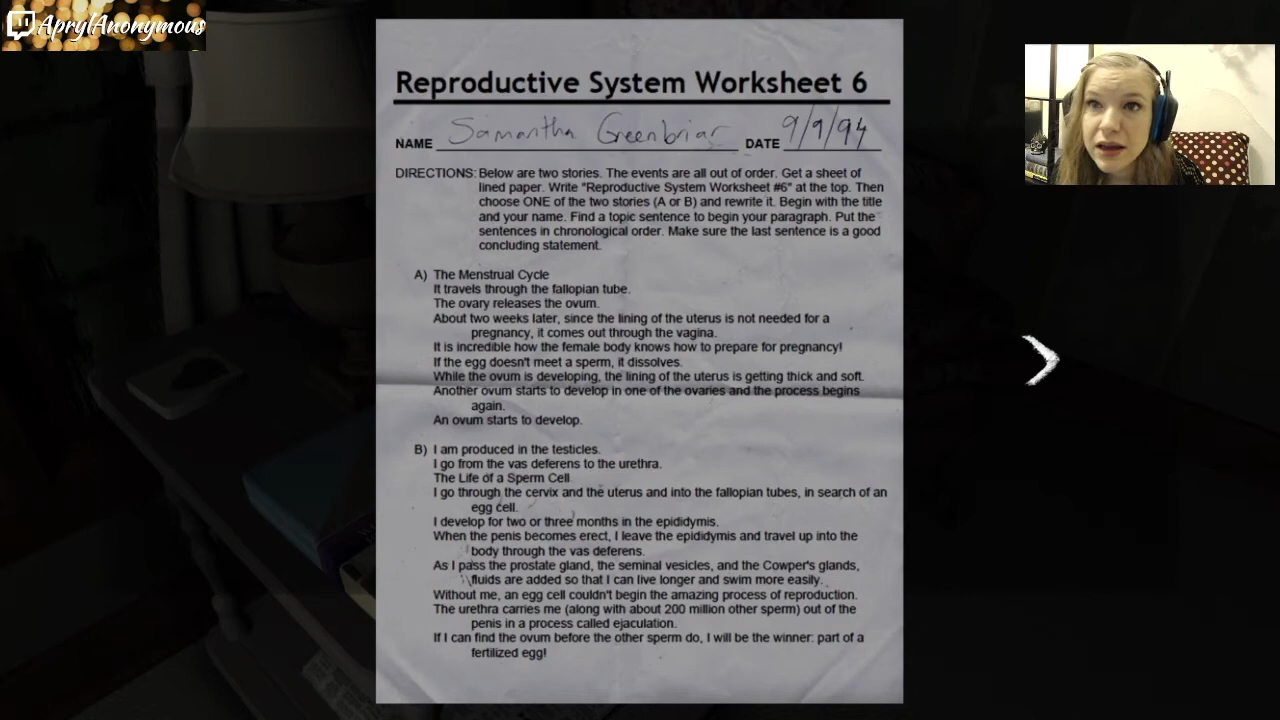 AprylAnonymous
Reproductive System Worksheet 6
NAME Samantha Greenbriar DATE 9/9/94
DIRECTIONS: Below are two stories. The events are all out of order. Get a sheet of
lined paper. Write "Reproductive System Worksheet #6" at the top. Then
choose ONE of the two stories (A or B) and rewrite it. Begin with the title
and your name. Find a topic sentence to begin your paragraph. Put the
sentences in chronological order. Make sure the last sentence is a good
concluding statement.
A) The Menstrual Cycle
It travels through the fallopian tube.
The ovary releases the ovum.
About two weeks later, since the lining of the uterus is not needed for a
pregnancy, it comes out through the vagina.
It is incredible how the female body knows how to prepare for pregnancy!
If the egg doesn't meet a sperm, it dissolves.
While the ovum is developing, the lining of the uterus is getting thick and soft.
Another ovum starts to develop in one of the ovaries and the process begins
again.
An ovum starts to develop.
B) I am produced in the testicles.
I go from the vas deferens to the urethra.
The Life of a Sperm Cell.
I go through the cervix and the uterus and into the fallopian tubes, in search of an
egg cell.
I develop for two or three months in the epididymis.
When the penis becomes erect, I leave the epididymis and travel up into the
body through the vas deferens.
As I pass the prostate gland, the seminal vesicles, and the Cowper's glands,
fluids are added so that I can live longer and swim more easily.
Without me, an egg cell couldn't begin the amazing process of reproduction.
The urethra carries me (along with about 200 million other sperm) out of the
penis in a process called ejaculation.
If I can find the ovum before the other sperm do, I will be the winner: part of a
fertilized egg!